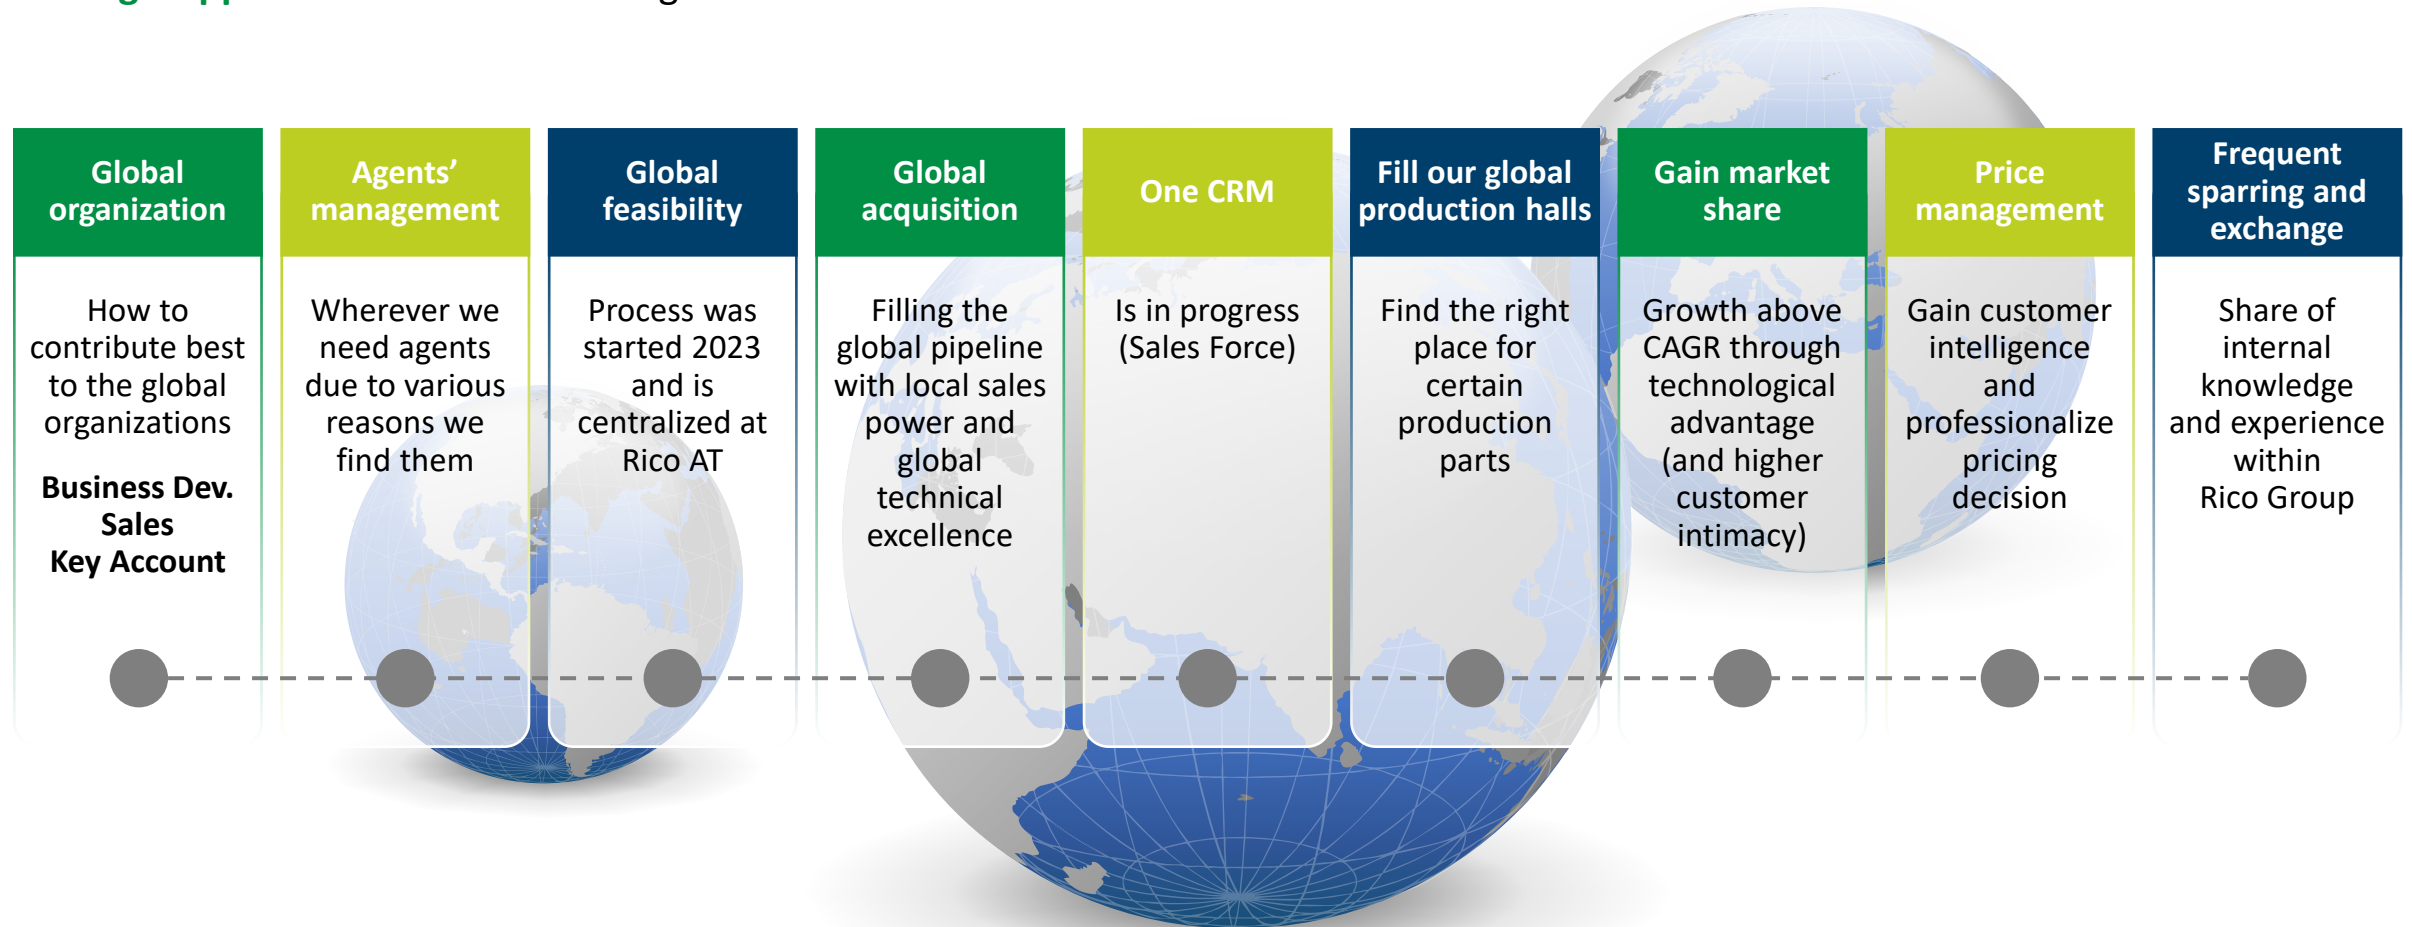 Global
organization
How to
contribute best
to the global
organizations
Business Dev.
Sales
Key Account
Agents’
management
Wherever we
need agents
due to various
reasons we
find them
Global
feasibility
Process was
started 2023
and is
centralized at
Rico AT
Global
acquisition
Filling the
global pipeline
with local sales
power and
global
technical
excellence
One CRM
Is in progress
(Sales Force)
Fill our global
production halls
Find the right
place for
certain
production
parts
Gain market
share
Growth above
CAGR through
technological
advantage
(and higher
customer
intimacy)
Price
management
Gain customer
intelligence
and
professionalize
pricing
decision
Frequent
sparring and
exchange
Share of
internal
knowledge
and experience
within
Rico Group